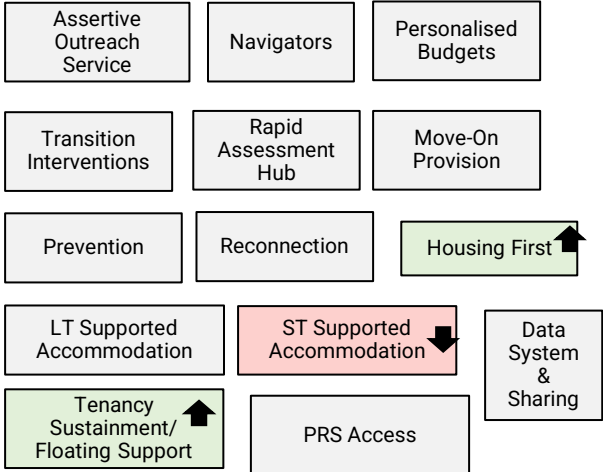 Assertive
Outreach
Service
Navigators
Personalised
Budgets
Transition
Interventions
Rapid
Assessment
Hub
Move-On
Provision
Prevention
Reconnection
Housing First
LT Supported
Accommodation
ST Supported
Accommodation
Data
System
&
Sharing
Tenancy
Sustainment/
Floating Support
PRS Access